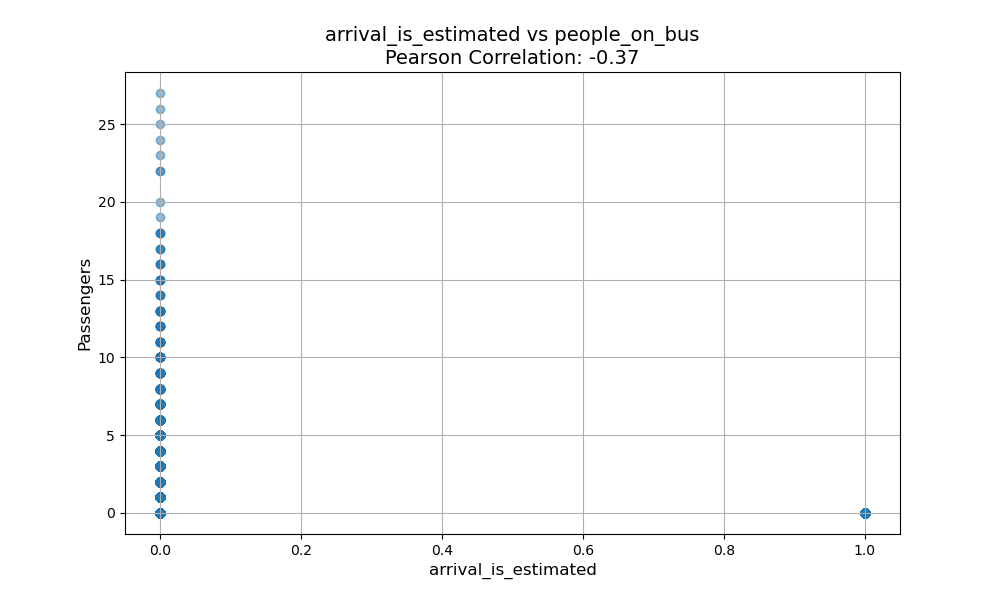 arrival_is_estimated vs people_on_bus
Pearson Correlation: -0.37
Passengers
25
20
15
10
5
0
0.0 0.2 0.4 0.6 0.8 1.0
arrival_is_estimated